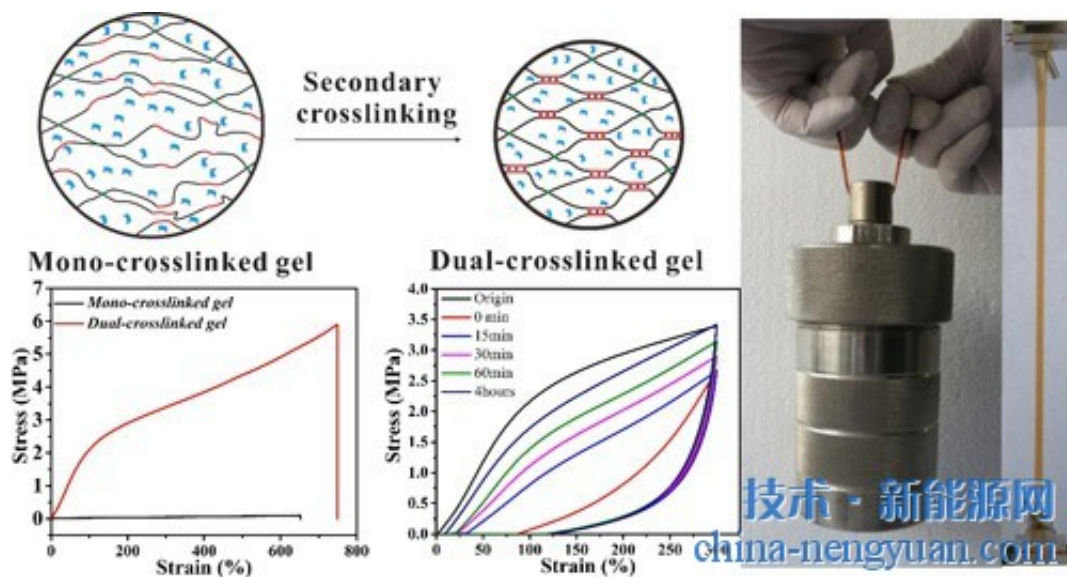 Secondary
crosslinking
Mono-crosslinked gel
Dual-crosslinked gel
Stress (MPa)
7
6
5
4
3
2
1
0
Mono-crosslinked gel
Dual-crosslinked gel
0 200 400 600 800
Strain (%)
Stress (MPa)
4.0
3.5
3.0
2.5
2.0
1.5
1.0
0.5
0.0
Origin
0 min
15min
30min
60min
4hours
0 50 100 150 200 250
Strain (%)
技术·新能源网
china-nengyuan.com